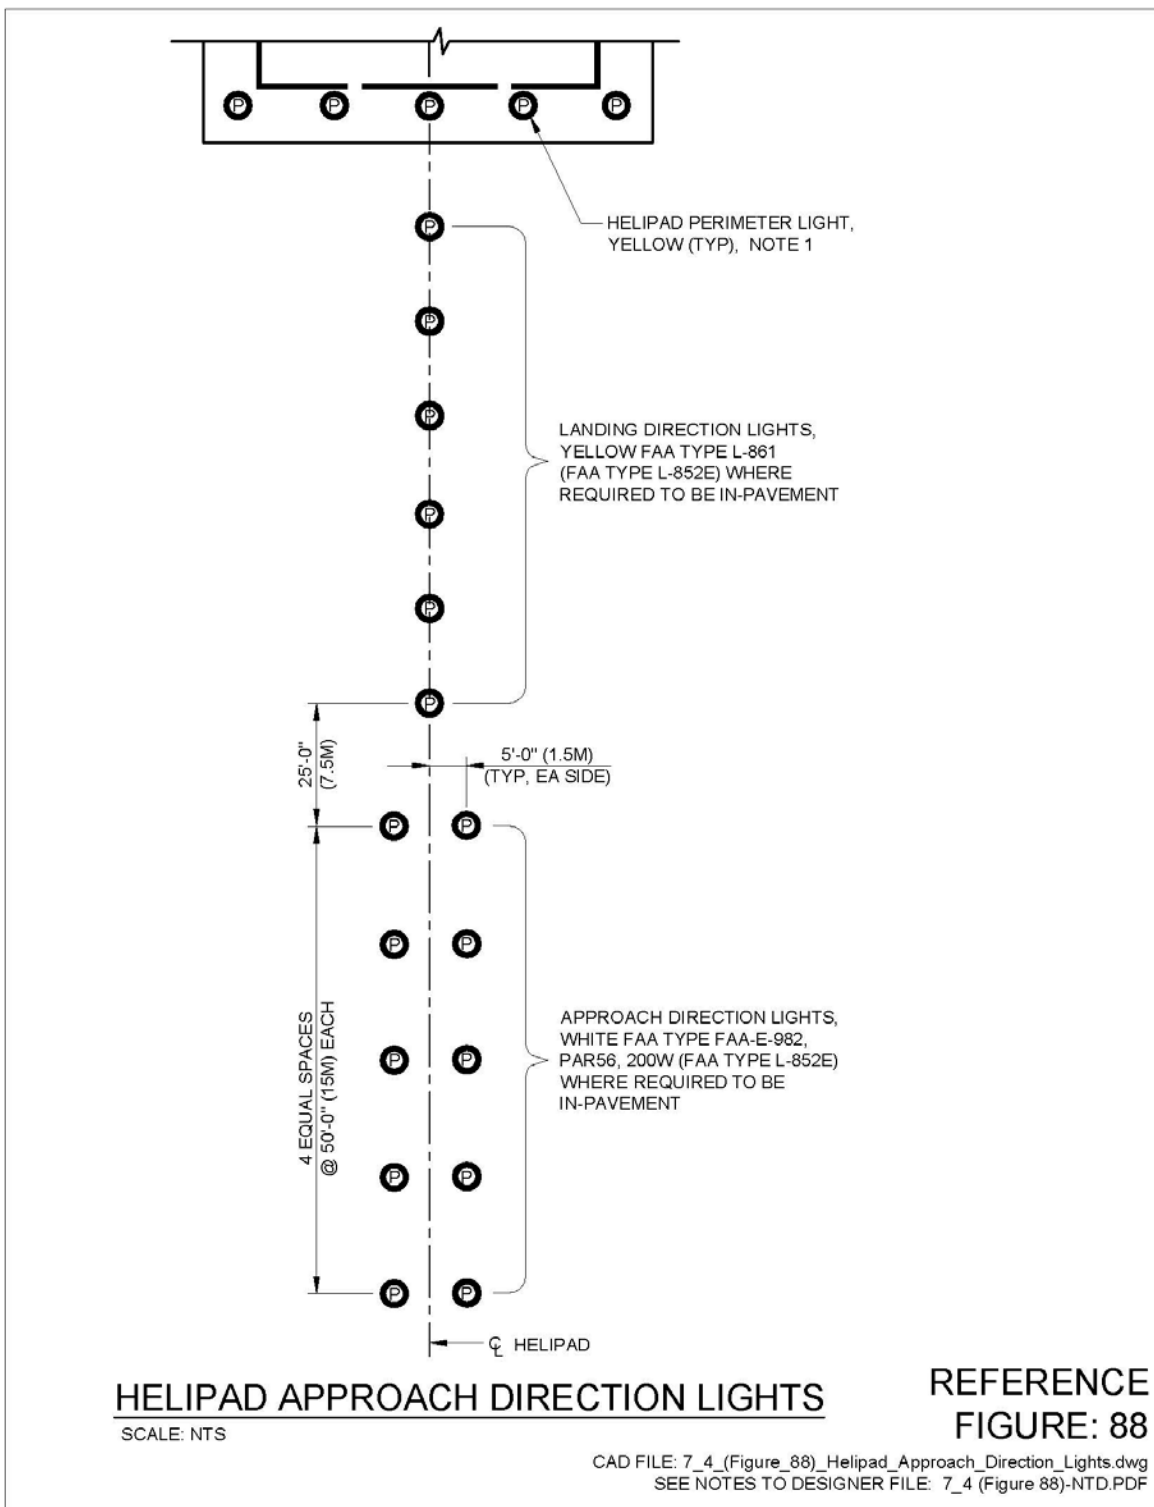 P P P P P
HELIPAD PERIMETER LIGHT,
YELLOW (TYP), NOTE 1
P
P
P
P
P
P
LANDING DIRECTION LIGHTS,
YELLOW FAA TYPE L-861
(FAA TYPE L-852E) WHERE
REQUIRED TO BE IN-PAVEMENT
25'-0"
(7.5M)
5'-0" (1.5M)
(TYP, EA SIDE)
P P
P P
P P
P P
P P
4 EQUAL SPACES
@ 50'-0" (15M) EACH
APPROACH DIRECTION LIGHTS,
WHITE FAA TYPE FAA-E-982,
PAR56, 200W (FAA TYPE L-852E)
WHERE REQUIRED TO BE
IN-PAVEMENT
℄ HELIPAD
HELIPAD APPROACH DIRECTION LIGHTS
SCALE: NTS
REFERENCE
FIGURE: 88
CAD FILE: 7_4_(Figure_88)_Helipad_Approach_Direction_Lights.dwg
SEE NOTES TO DESIGNER FILE: 7_4 (Figure 88)-NTD.PDF